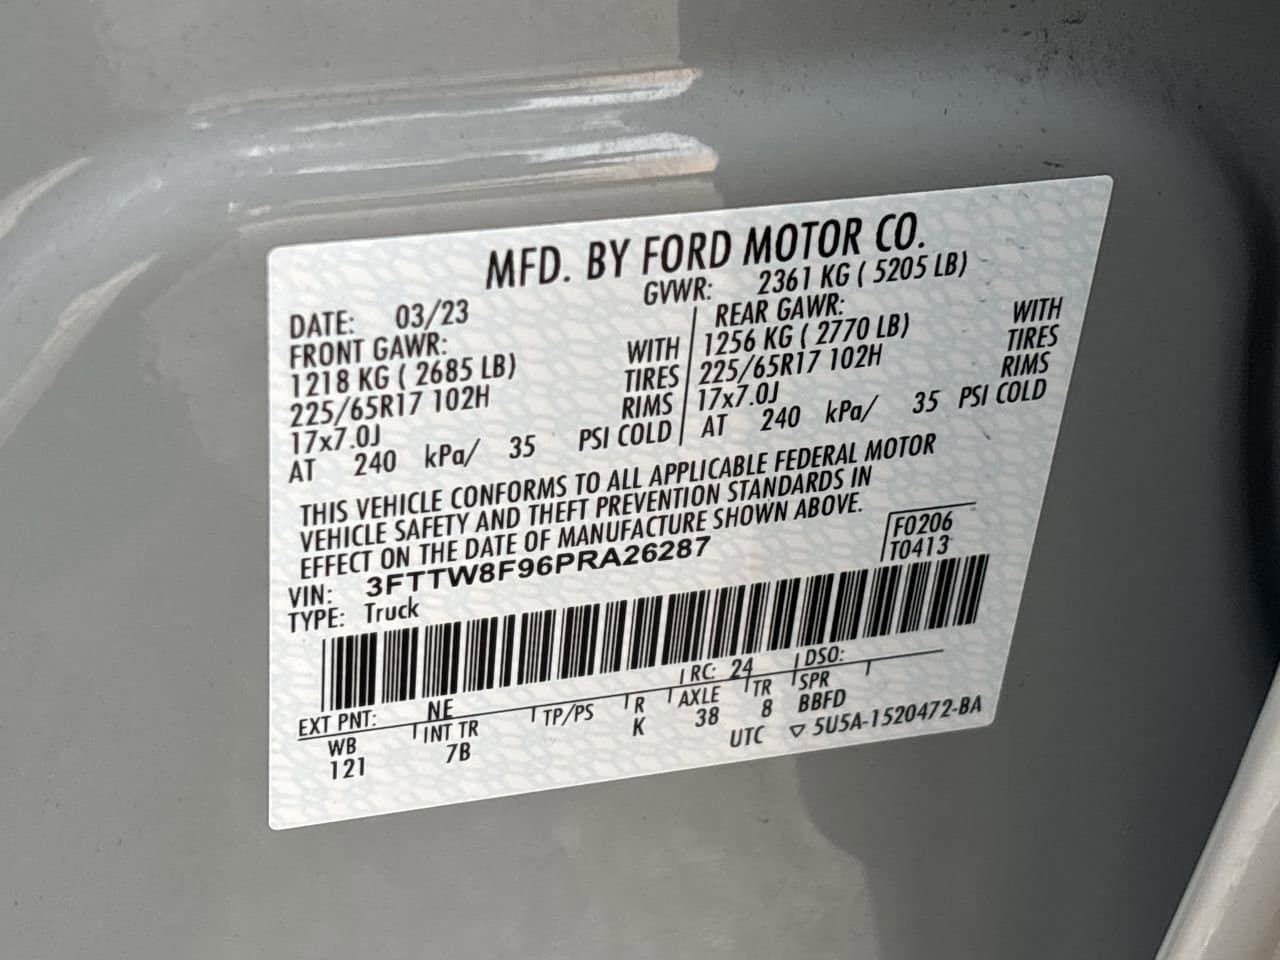 MFD. BY FORD MOTOR CO.
DATE: 03/23 GVWR: 2361 KG ( 5205 LB)
FRONT GAWR: REAR GAWR:
1218 KG ( 2685 LB) WITH 1256 KG ( 2770 LB) WITH
225/65R17 102H TIRES 225/65R17 102H TIRES
17x7.0J RIMS 17x7.0J RIMS
AT 240 kPa/ 35 PSI COLD AT 240 kPa/ 35 PSI COLD
THIS VEHICLE CONFORMS TO ALL APPLICABLE FEDERAL MOTOR
VEHICLE SAFETY AND THEFT PREVENTION STANDARDS IN
EFFECT ON THE DATE OF MANUFACTURE SHOWN ABOVE.
VIN: 3FTTW8F96PRA26287 F0206
TYPE: Truck T0413
EXT PNT: NE RC: 24 DSO:
WB INT TR TP/PS R AXLE TR SPR
121 7B K 38 8 BBFD
UTC ▽ 5U5A-1520472-BA